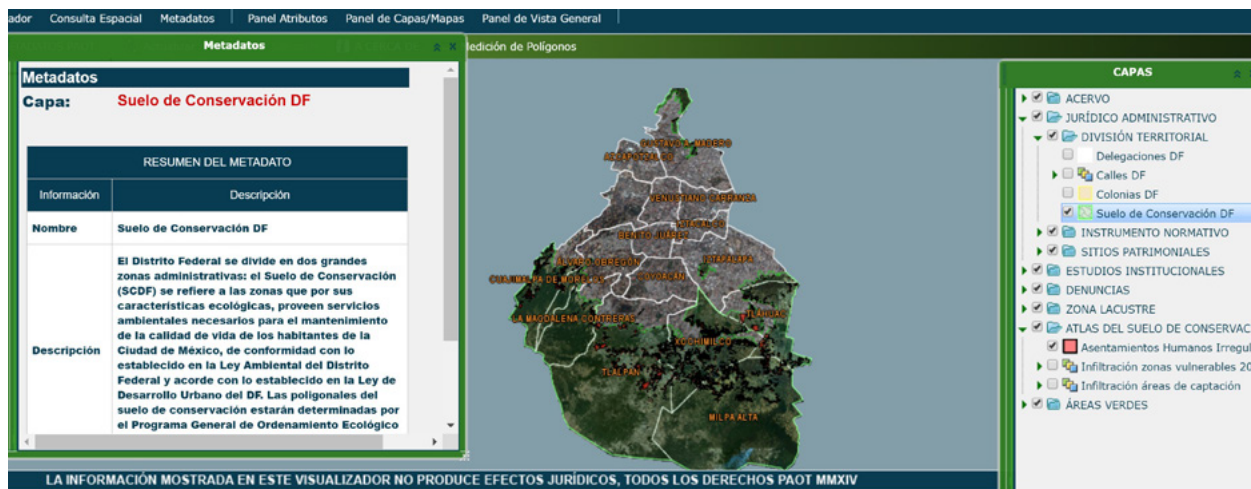 ador Consulta Espacial Metadatos Panel Atributos Panel de Capas/Mapas Panel de Vista General
Metadatos
edición de Polígonos
Metadatos
Capa: Suelo de Conservación DF
RESUMEN DEL METADATO
Información Descripción
Nombre Suelo de Conservación DF
Descripción
El Distrito Federal se divide en dos grandes
zonas administrativas: el Suelo de Conservación
(SCDF) se refiere a las zonas que por sus
características ecológicas, proveen servicios
ambientales necesarios para el mantenimiento
de la calidad de vida de los habitantes de la
Ciudad de México, de conformidad con lo
establecido en la Ley Ambiental del Distrito
Federal y acorde con lo establecido en la Ley de
Desarrollo Urbano del DF. Las poligonales del
suelo de conservación estarán determinadas por
el Programa General de Ordenamiento Ecológico
GUSTAVO A. MADERO
AZCAPOTZALCO
VENUSTIANO CARRANZA
IZTACALCO
BENITO JUÁREZ
ÁLVARO OBREGÓN
IZTAPALAPA
COYOACÁN
CUAJIMALPA DE MORELOS
LA MAGDALENA CONTRERAS
TLÁHUAC
XOCHIMILCO
TLALPAN
MILPA ALTA
CAPAS
ACERVO
JURÍDICO ADMINISTRATIVO
DIVISIÓN TERRITORIAL
Delegaciones DF
Calles DF
Colonias DF
Suelo de Conservación DF
INSTRUMENTO NORMATIVO
SITIOS PATRIMONIALES
ESTUDIOS INSTITUCIONALES
DENUNCIAS
ZONA LACUSTRE
ATLAS DEL SUELO DE CONSERVAC
Asentamientos Humanos Irregul
Infiltración zonas vulnerables 20
Infiltración áreas de captación
ÁREAS VERDES
LA INFORMACIÓN MOSTRADA EN ESTE VISUALIZADOR NO PRODUCE EFECTOS JURÍDICOS, TODOS LOS DERECHOS PAOT MMXIV